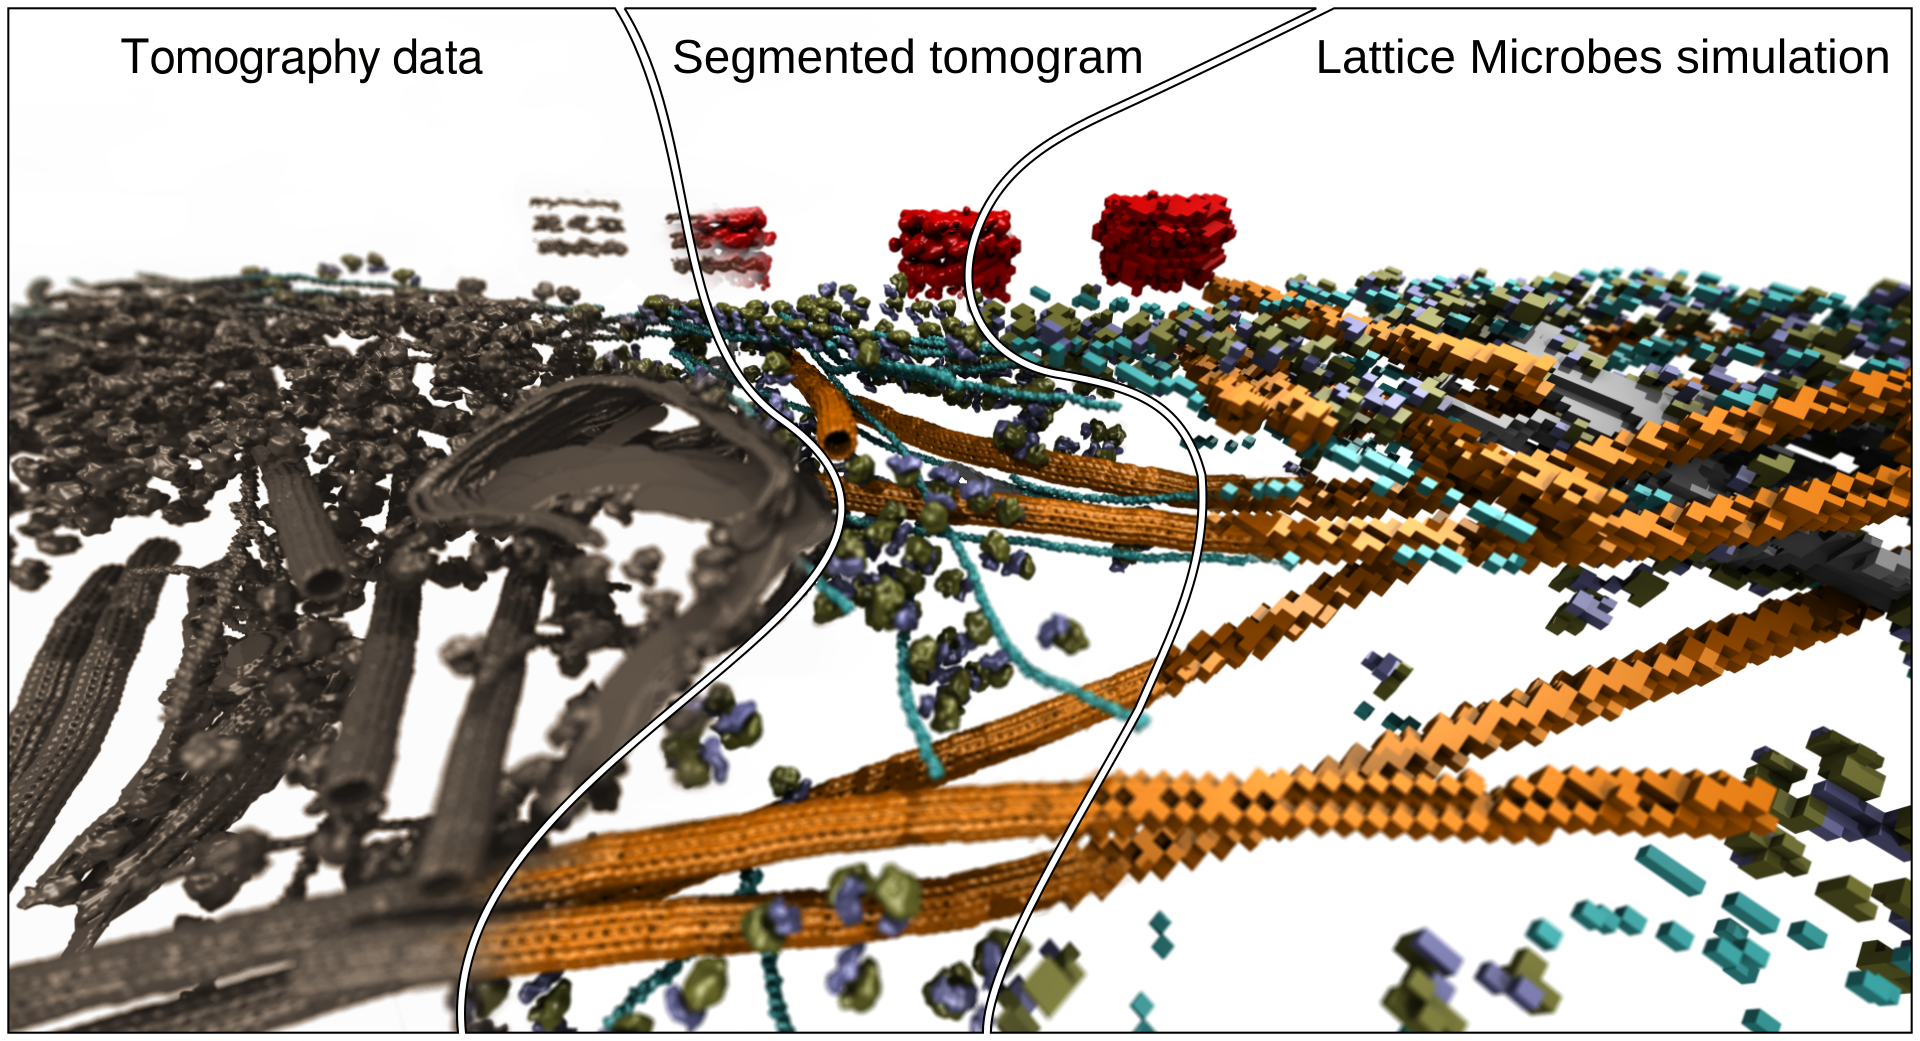 Tomography data
Segmented tomogram
Lattice Microbes simulation